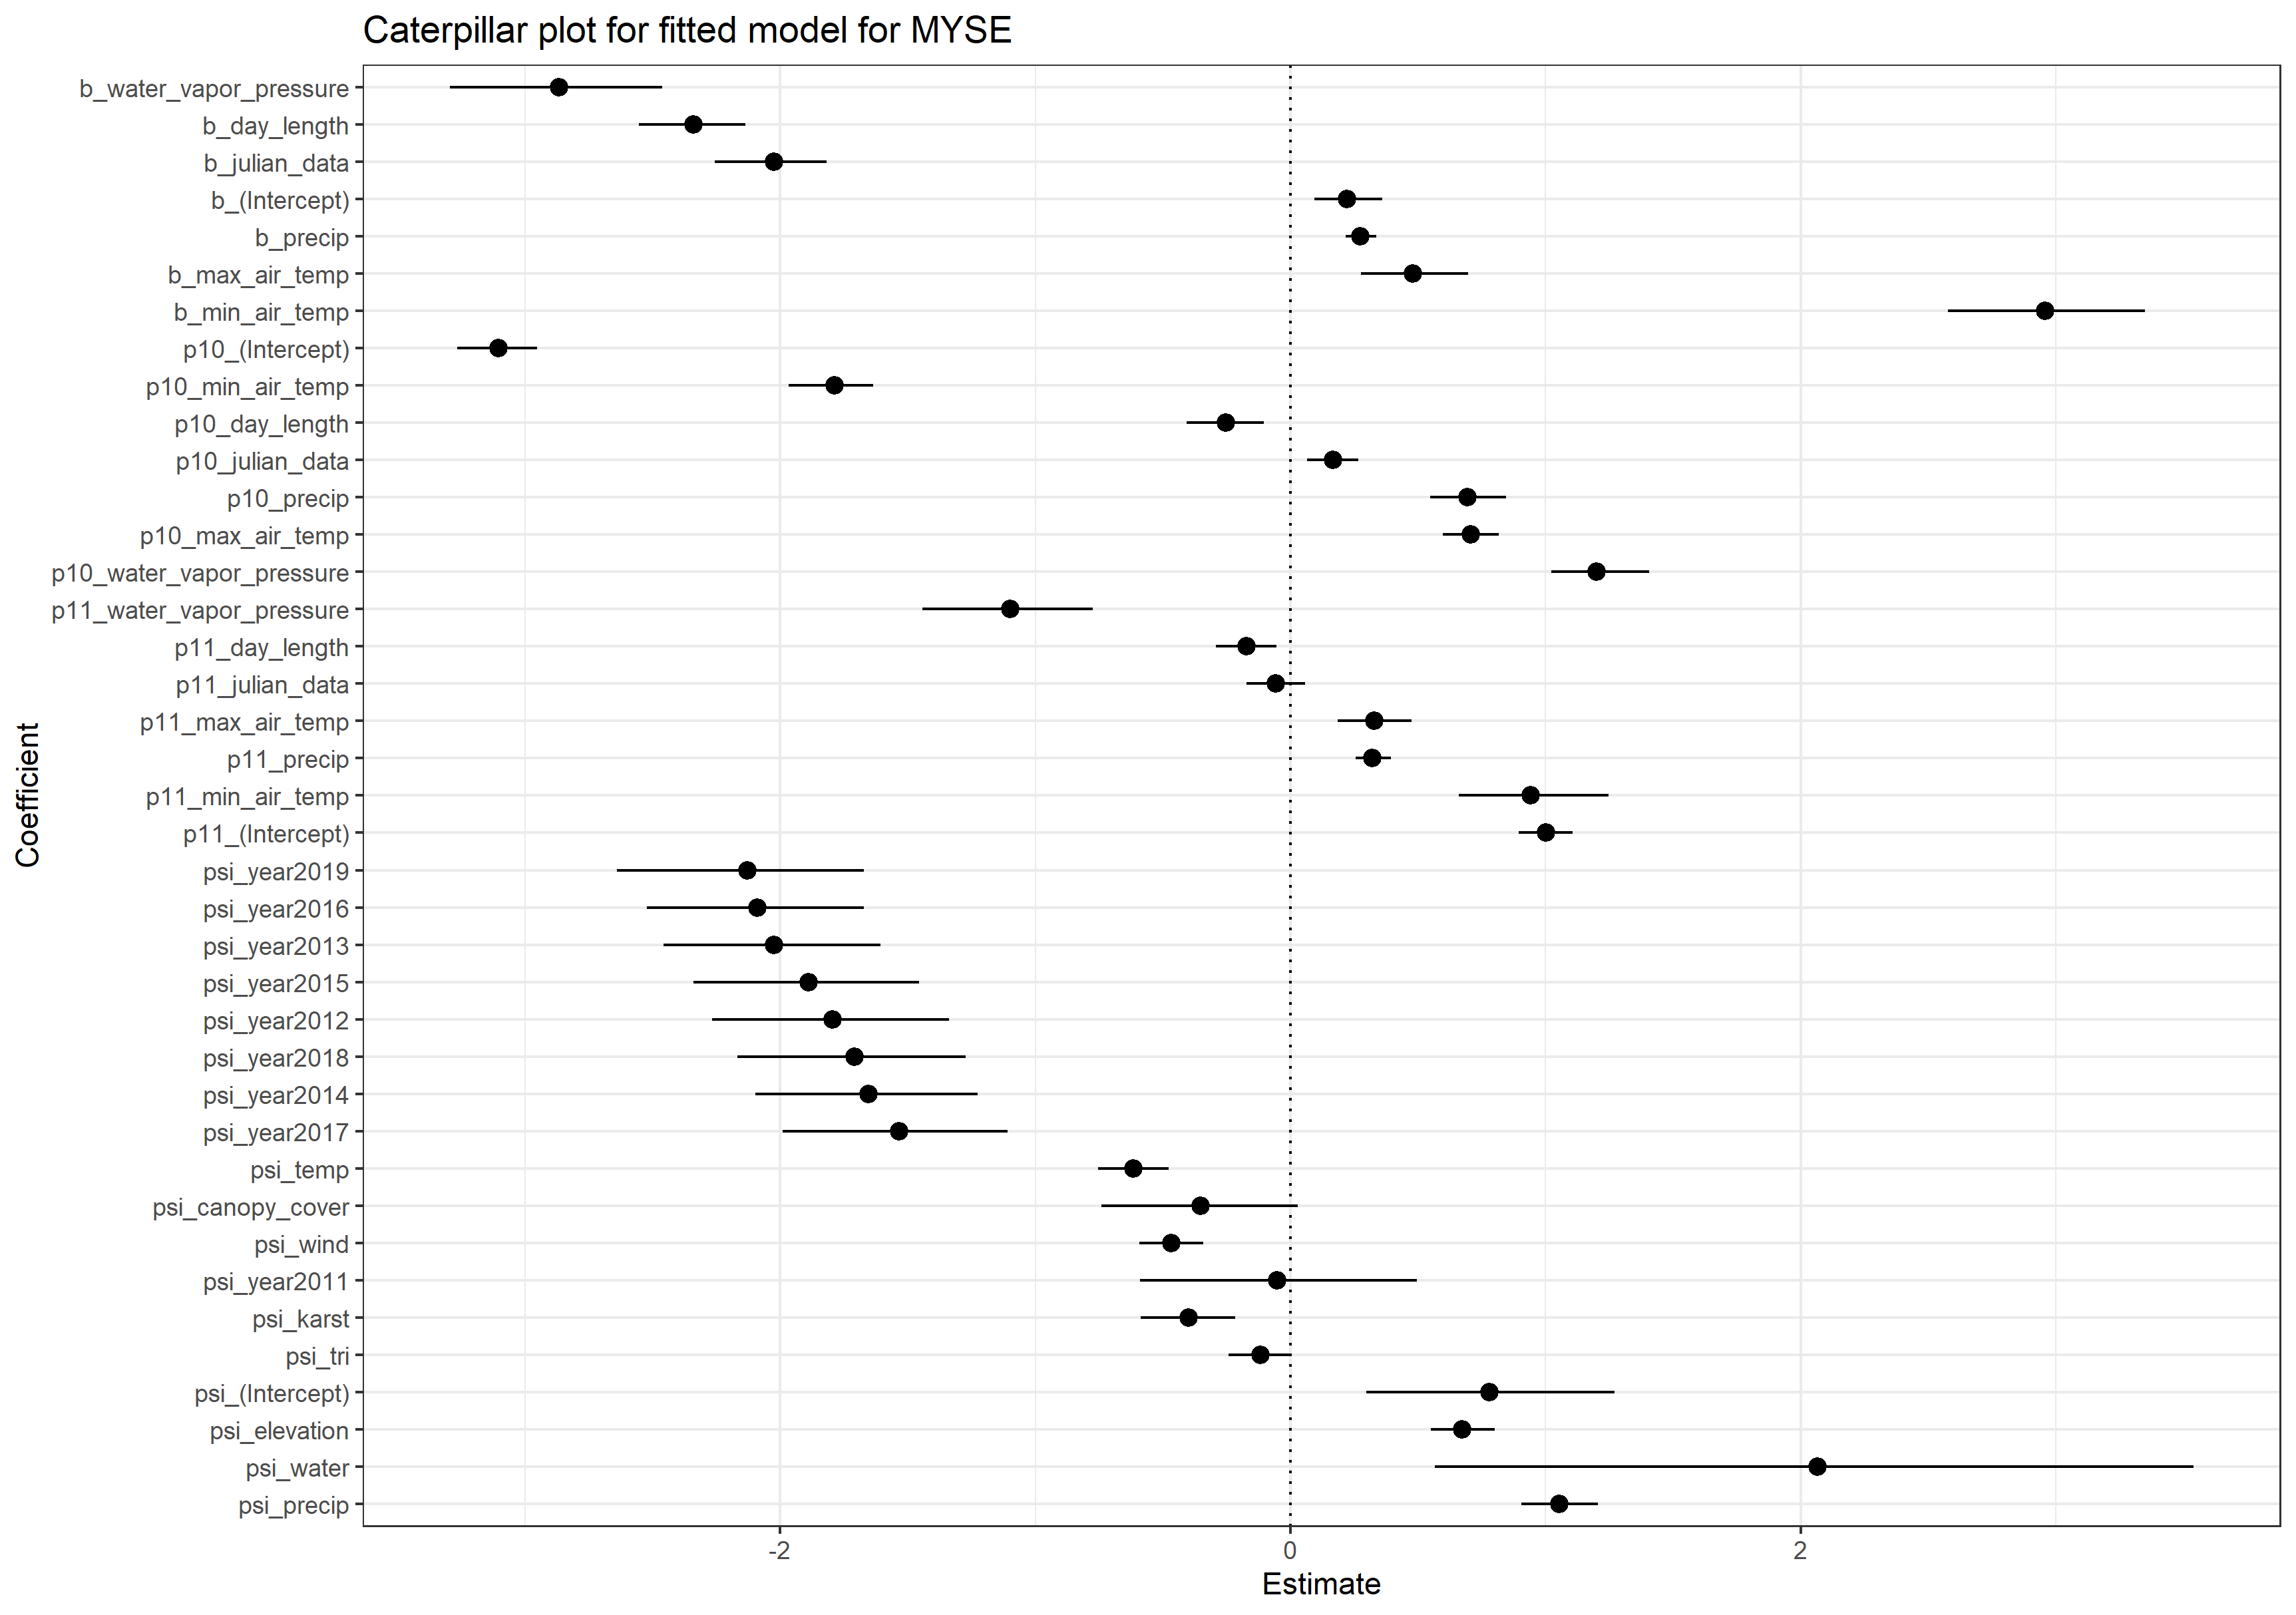 Caterpillar plot for fitted model for MYSE
b_water_vapor_pressure
b_day_length
b_julian_data
b_(Intercept)
b_precip
b_max_air_temp
b_min_air_temp
p10_(Intercept)
p10_min_air_temp
p10_day_length
p10_julian_data
p10_precip
p10_max_air_temp
p10_water_vapor_pressure
p11_water_vapor_pressure
p11_day_length
p11_julian_data
p11_max_air_temp
p11_precip
p11_min_air_temp
p11_(Intercept)
psi_year2019
psi_year2016
psi_year2013
psi_year2015
psi_year2012
psi_year2018
psi_year2014
psi_year2017
psi_temp
psi_canopy_cover
psi_wind
psi_year2011
psi_karst
psi_tri
psi_(Intercept)
psi_elevation
psi_water
psi_precip
Coefficient
-2 0 2
Estimate